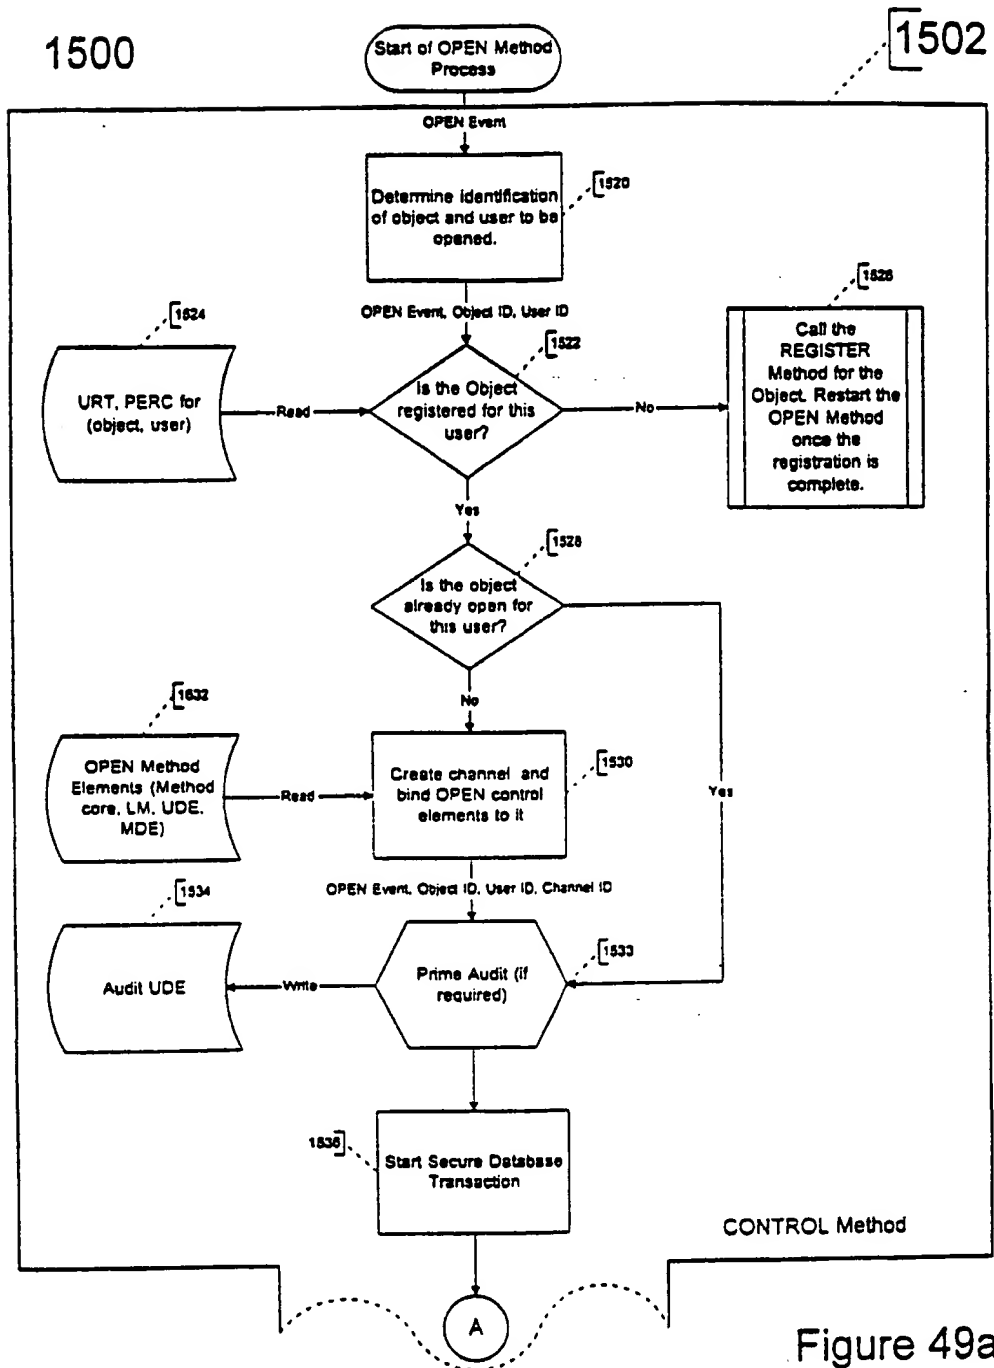 1500
1502
Start of OPEN Method
Process
OPEN Event
Determine identification
of object and user to be
opened.
1520
OPEN Event, Object ID, User ID
1524
URT, PERC for
(object, user)
Read
1522
Is the Object
registered for this
user?
No
1526
Call the
REGISTER
Method for the
Object. Restart the
OPEN Method
once the
registration is
complete.
Yes
1528
Is the object
already open for
this user?
No
Yes
1532
OPEN Method
Elements (Method
core, LM, UDE,
MDE)
Read
1530
Create channel and
bind OPEN control
elements to it
OPEN Event, Object ID, User ID, Channel ID
1534
Audit UDE
Write
1533
Prime Audit (if
required)
1536
Start Secure Database
Transaction
CONTROL Method
A
Figure 49a